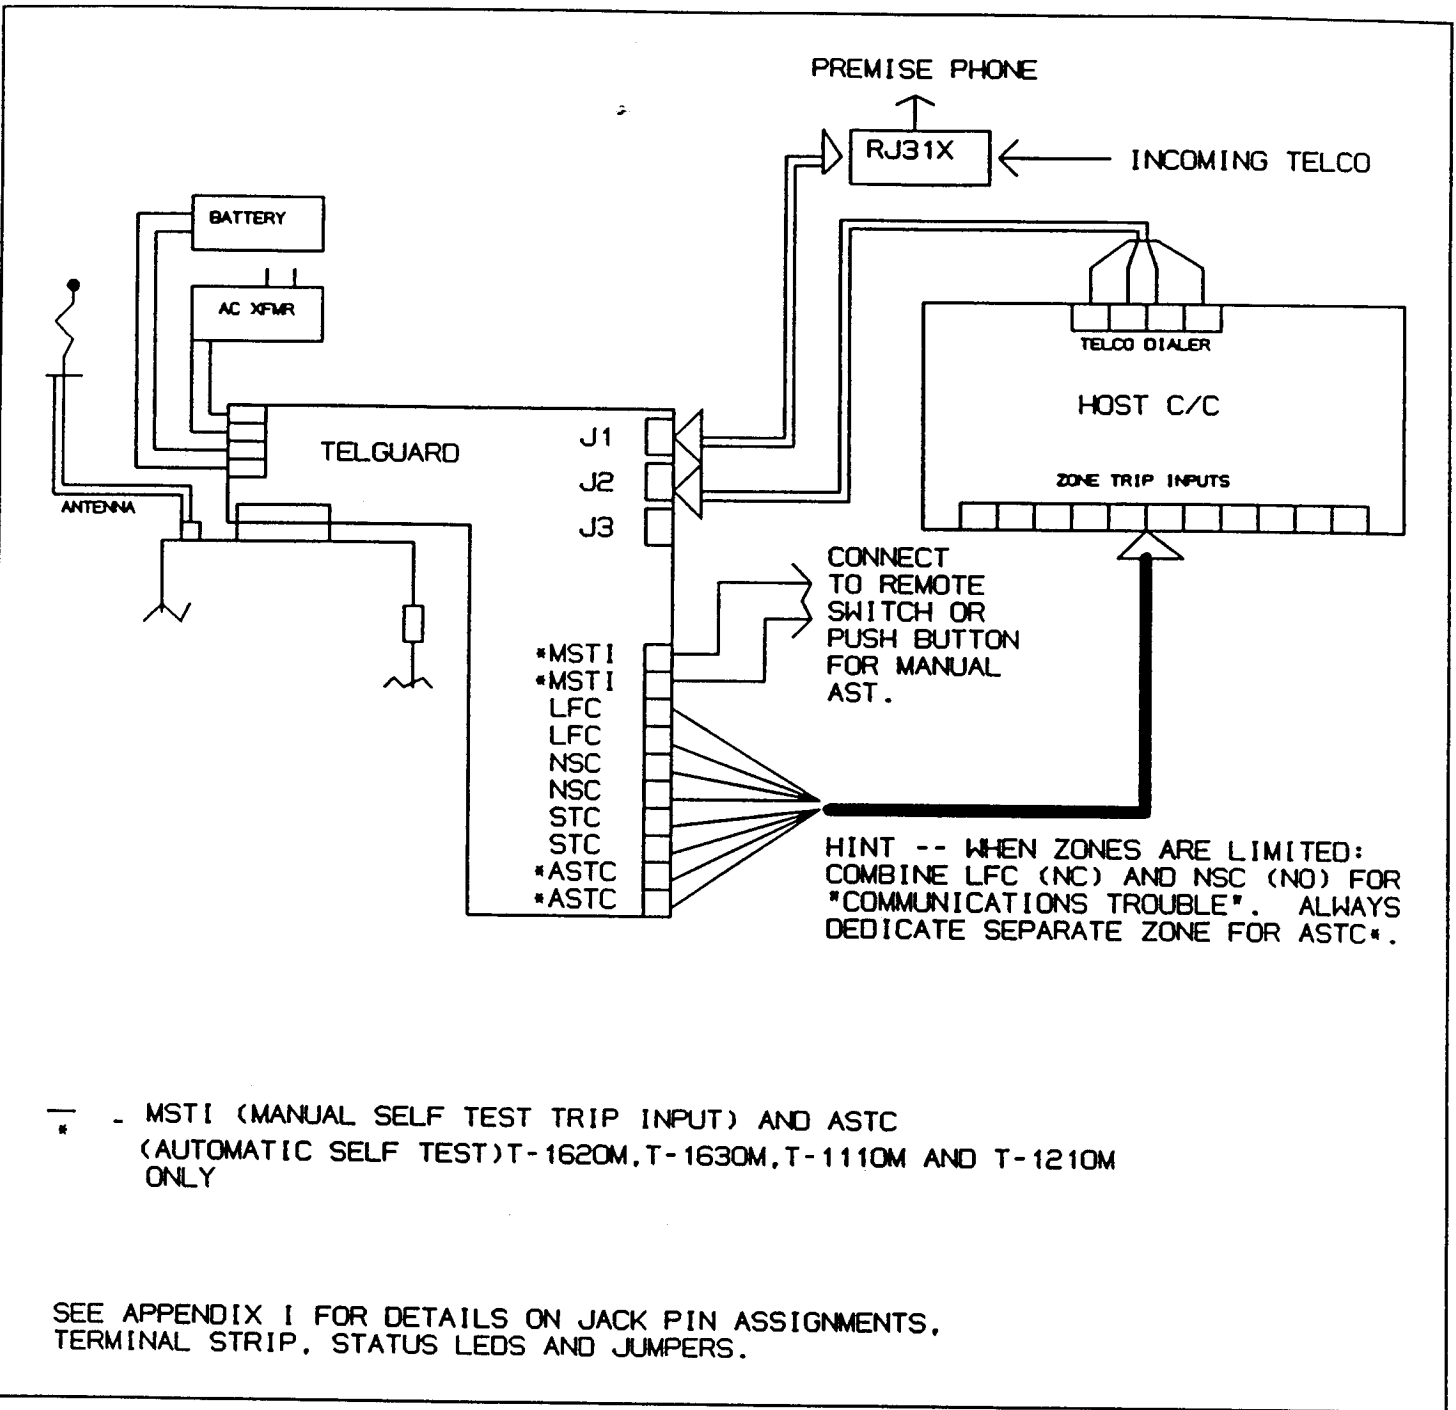 PREMISE PHONE
RJ31X
INCOMING TELCO
BATTERY
AC XFMR
TELCO DIALER
HOST C/C
ZONE TRIP INPUTS
TELGUARD
J1
J2
J3
ANTENNA
CONNECT
TO REMOTE
SWITCH OR
PUSH BUTTON
FOR MANUAL
AST.
*MSTI
*MSTI
LFC
LFC
NSC
NSC
STC
STC
*ASTC
*ASTC
HINT -- WHEN ZONES ARE LIMITED:
COMBINE LFC (NC) AND NSC (NO) FOR
"COMMUNICATIONS TROUBLE". ALWAYS
DEDICATE SEPARATE ZONE FOR ASTC*.
* - MSTI (MANUAL SELF TEST TRIP INPUT) AND ASTC
(AUTOMATIC SELF TEST)T-1620M,T-1630M,T-1110M AND T-1210M
ONLY
SEE APPENDIX I FOR DETAILS ON JACK PIN ASSIGNMENTS,
TERMINAL STRIP, STATUS LEDS AND JUMPERS.